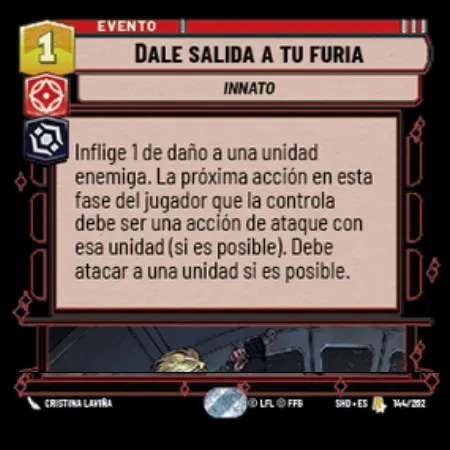 EVENTO
1
DALE SALIDA A TU FURIA
INNATO
Inflige 1 de daño a una unidad
enemiga. La próxima acción en esta
fase del jugador que la controla
debe ser una acción de ataque con
esa unidad (si es posible). Debe
atacar a una unidad si es posible.
CRISTINA LAVIÑA
© LFL © FFG
SHD • ES
144/262